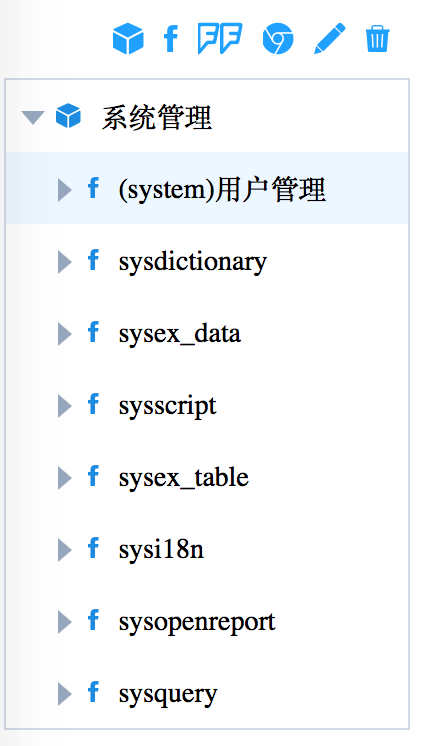 系统管理
(system)用户管理
sysdictionary
sysex_data
sysscript
sysex_table
sysi18n
sysopenreport
sysquery